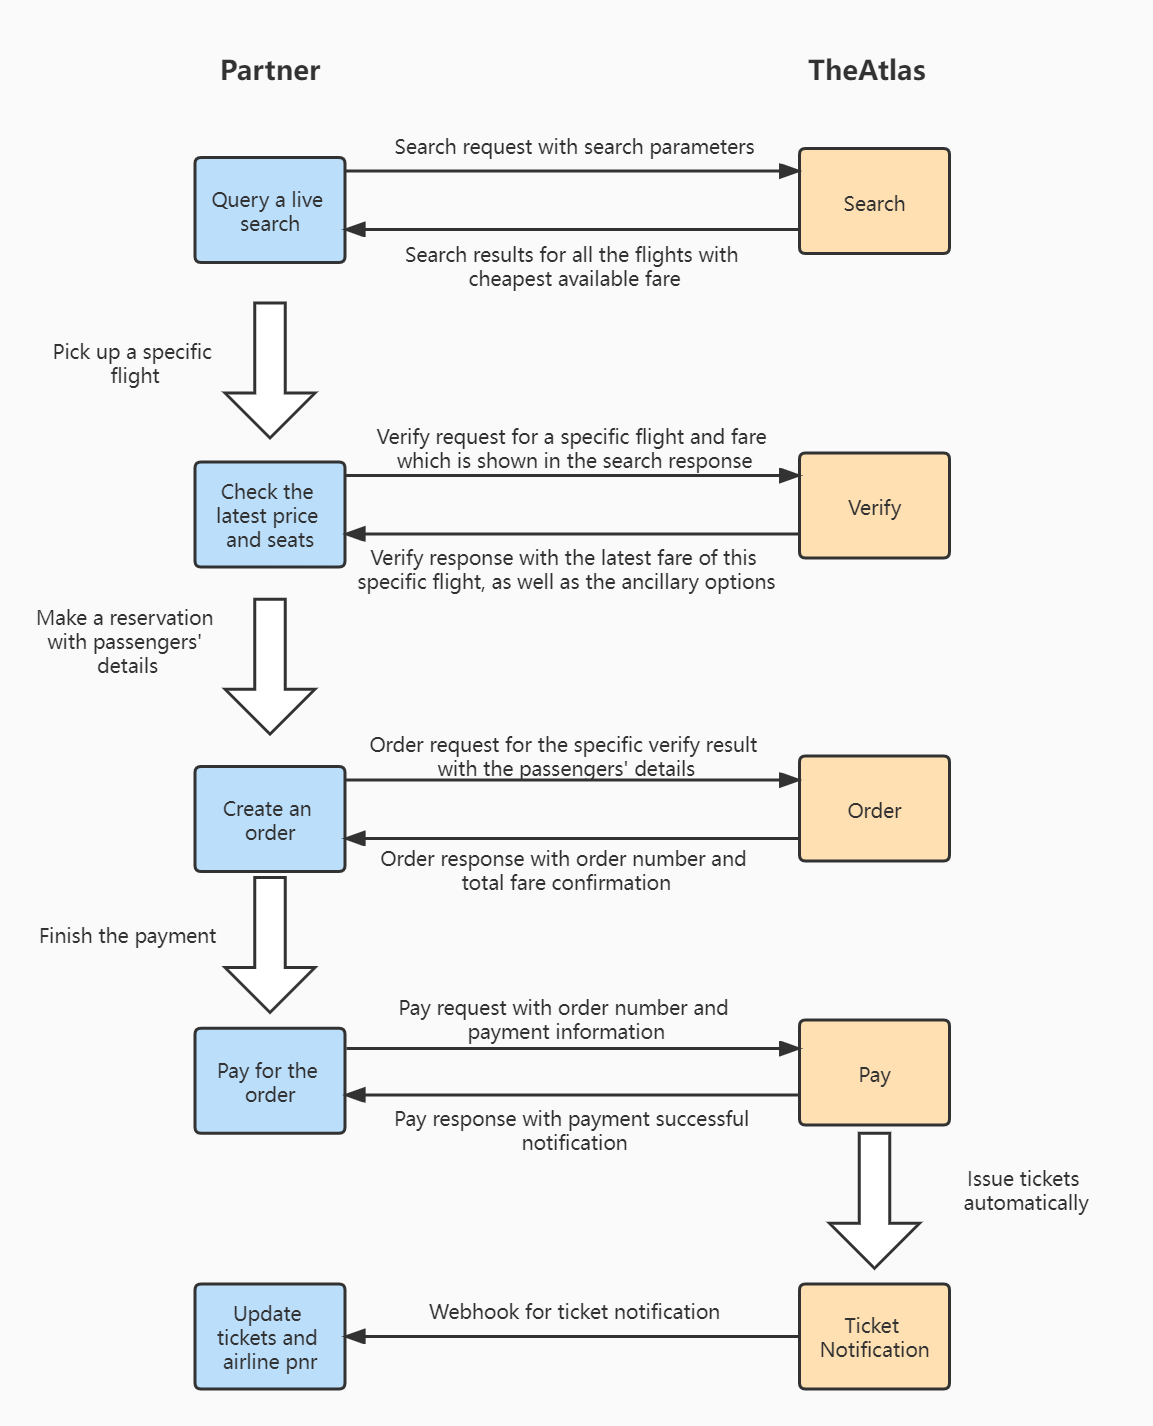 Partner
TheAtlas
Search request with search parameters
Query a live
search
Search
Search results for all the flights with
cheapest available fare
Pick up a specific
flight
Verify request for a specific flight and fare
which is shown in the search response
Check the
latest price
and seats
Verify
Verify response with the latest fare of this
specific flight, as well as the ancillary options
Make a reservation
with passengers'
details
Order request for the specific verify result
with the passengers' details
Create an
order
Order
Order response with order number and
total fare confirmation
Finish the payment
Pay request with order number and
payment information
Pay for the
order
Pay
Pay response with payment successful
notification
Issue tickets
automatically
Webhook for ticket notification
Update
tickets and
airline pnr
Ticket
Notification